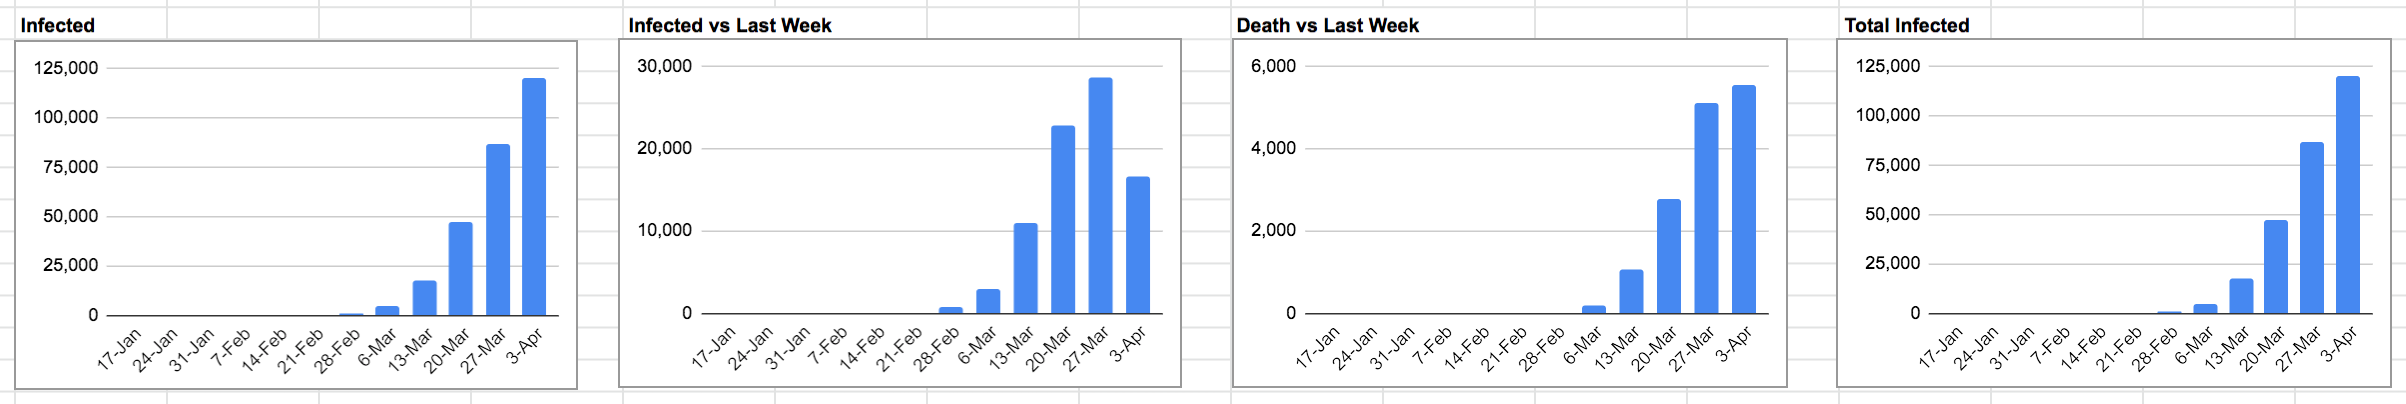 Infected
125,000
100,000
75,000
50,000
25,000
0
17-Jan
24-Jan
31-Jan
7-Feb
14-Feb
21-Feb
28-Feb
6-Mar
13-Mar
20-Mar
27-Mar
3-Apr
Infected vs Last Week
30,000
20,000
10,000
0
17-Jan
24-Jan
31-Jan
7-Feb
14-Feb
21-Feb
28-Feb
6-Mar
13-Mar
20-Mar
27-Mar
3-Apr
Death vs Last Week
6,000
4,000
2,000
0
17-Jan
24-Jan
31-Jan
7-Feb
14-Feb
21-Feb
28-Feb
6-Mar
13-Mar
20-Mar
27-Mar
3-Apr
Total Infected
125,000
100,000
75,000
50,000
25,000
0
17-Jan
24-Jan
31-Jan
7-Feb
14-Feb
21-Feb
28-Feb
6-Mar
13-Mar
20-Mar
27-Mar
3-Apr